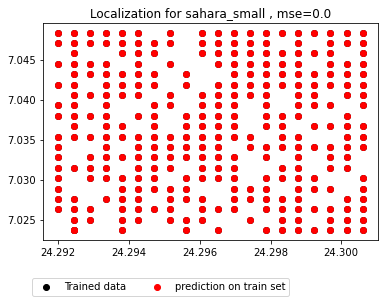 Localization for sahara_small , mse=0.0
7.045
7.040
7.035
7.030
7.025
24.292 24.294 24.296 24.298 24.300
Trained data prediction on train set